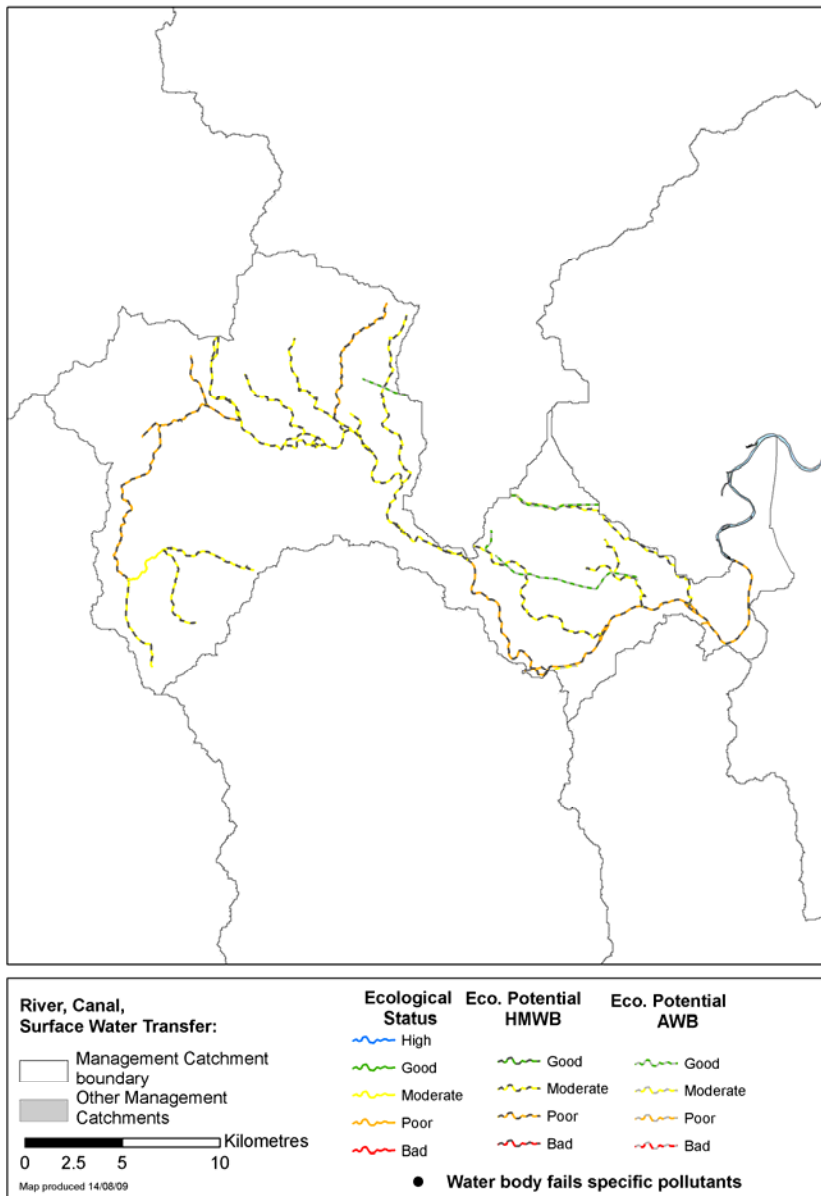 River, Canal,
Surface Water Transfer:
Management Catchment
boundary
Other Management
Catchments
Kilometres
0 2.5 5 10
Map produced 14/08/09
Ecological
Status
High
Good
Moderate
Poor
Bad
Eco. Potential
HMWB
Good
Moderate
Poor
Bad
Eco. Potential
AWB
Good
Moderate
Poor
Bad
Water body fails specific pollutants